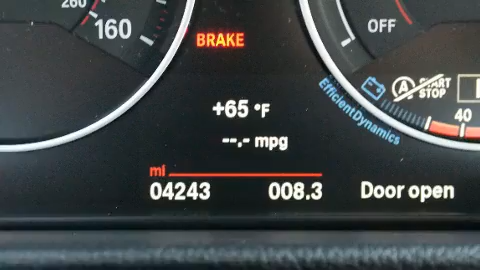 260
160
BRAKE
OFF
A START STOP
EfficientDynamics
40
+65 °F
--.- mpg
mi
04243 008.3 Door open